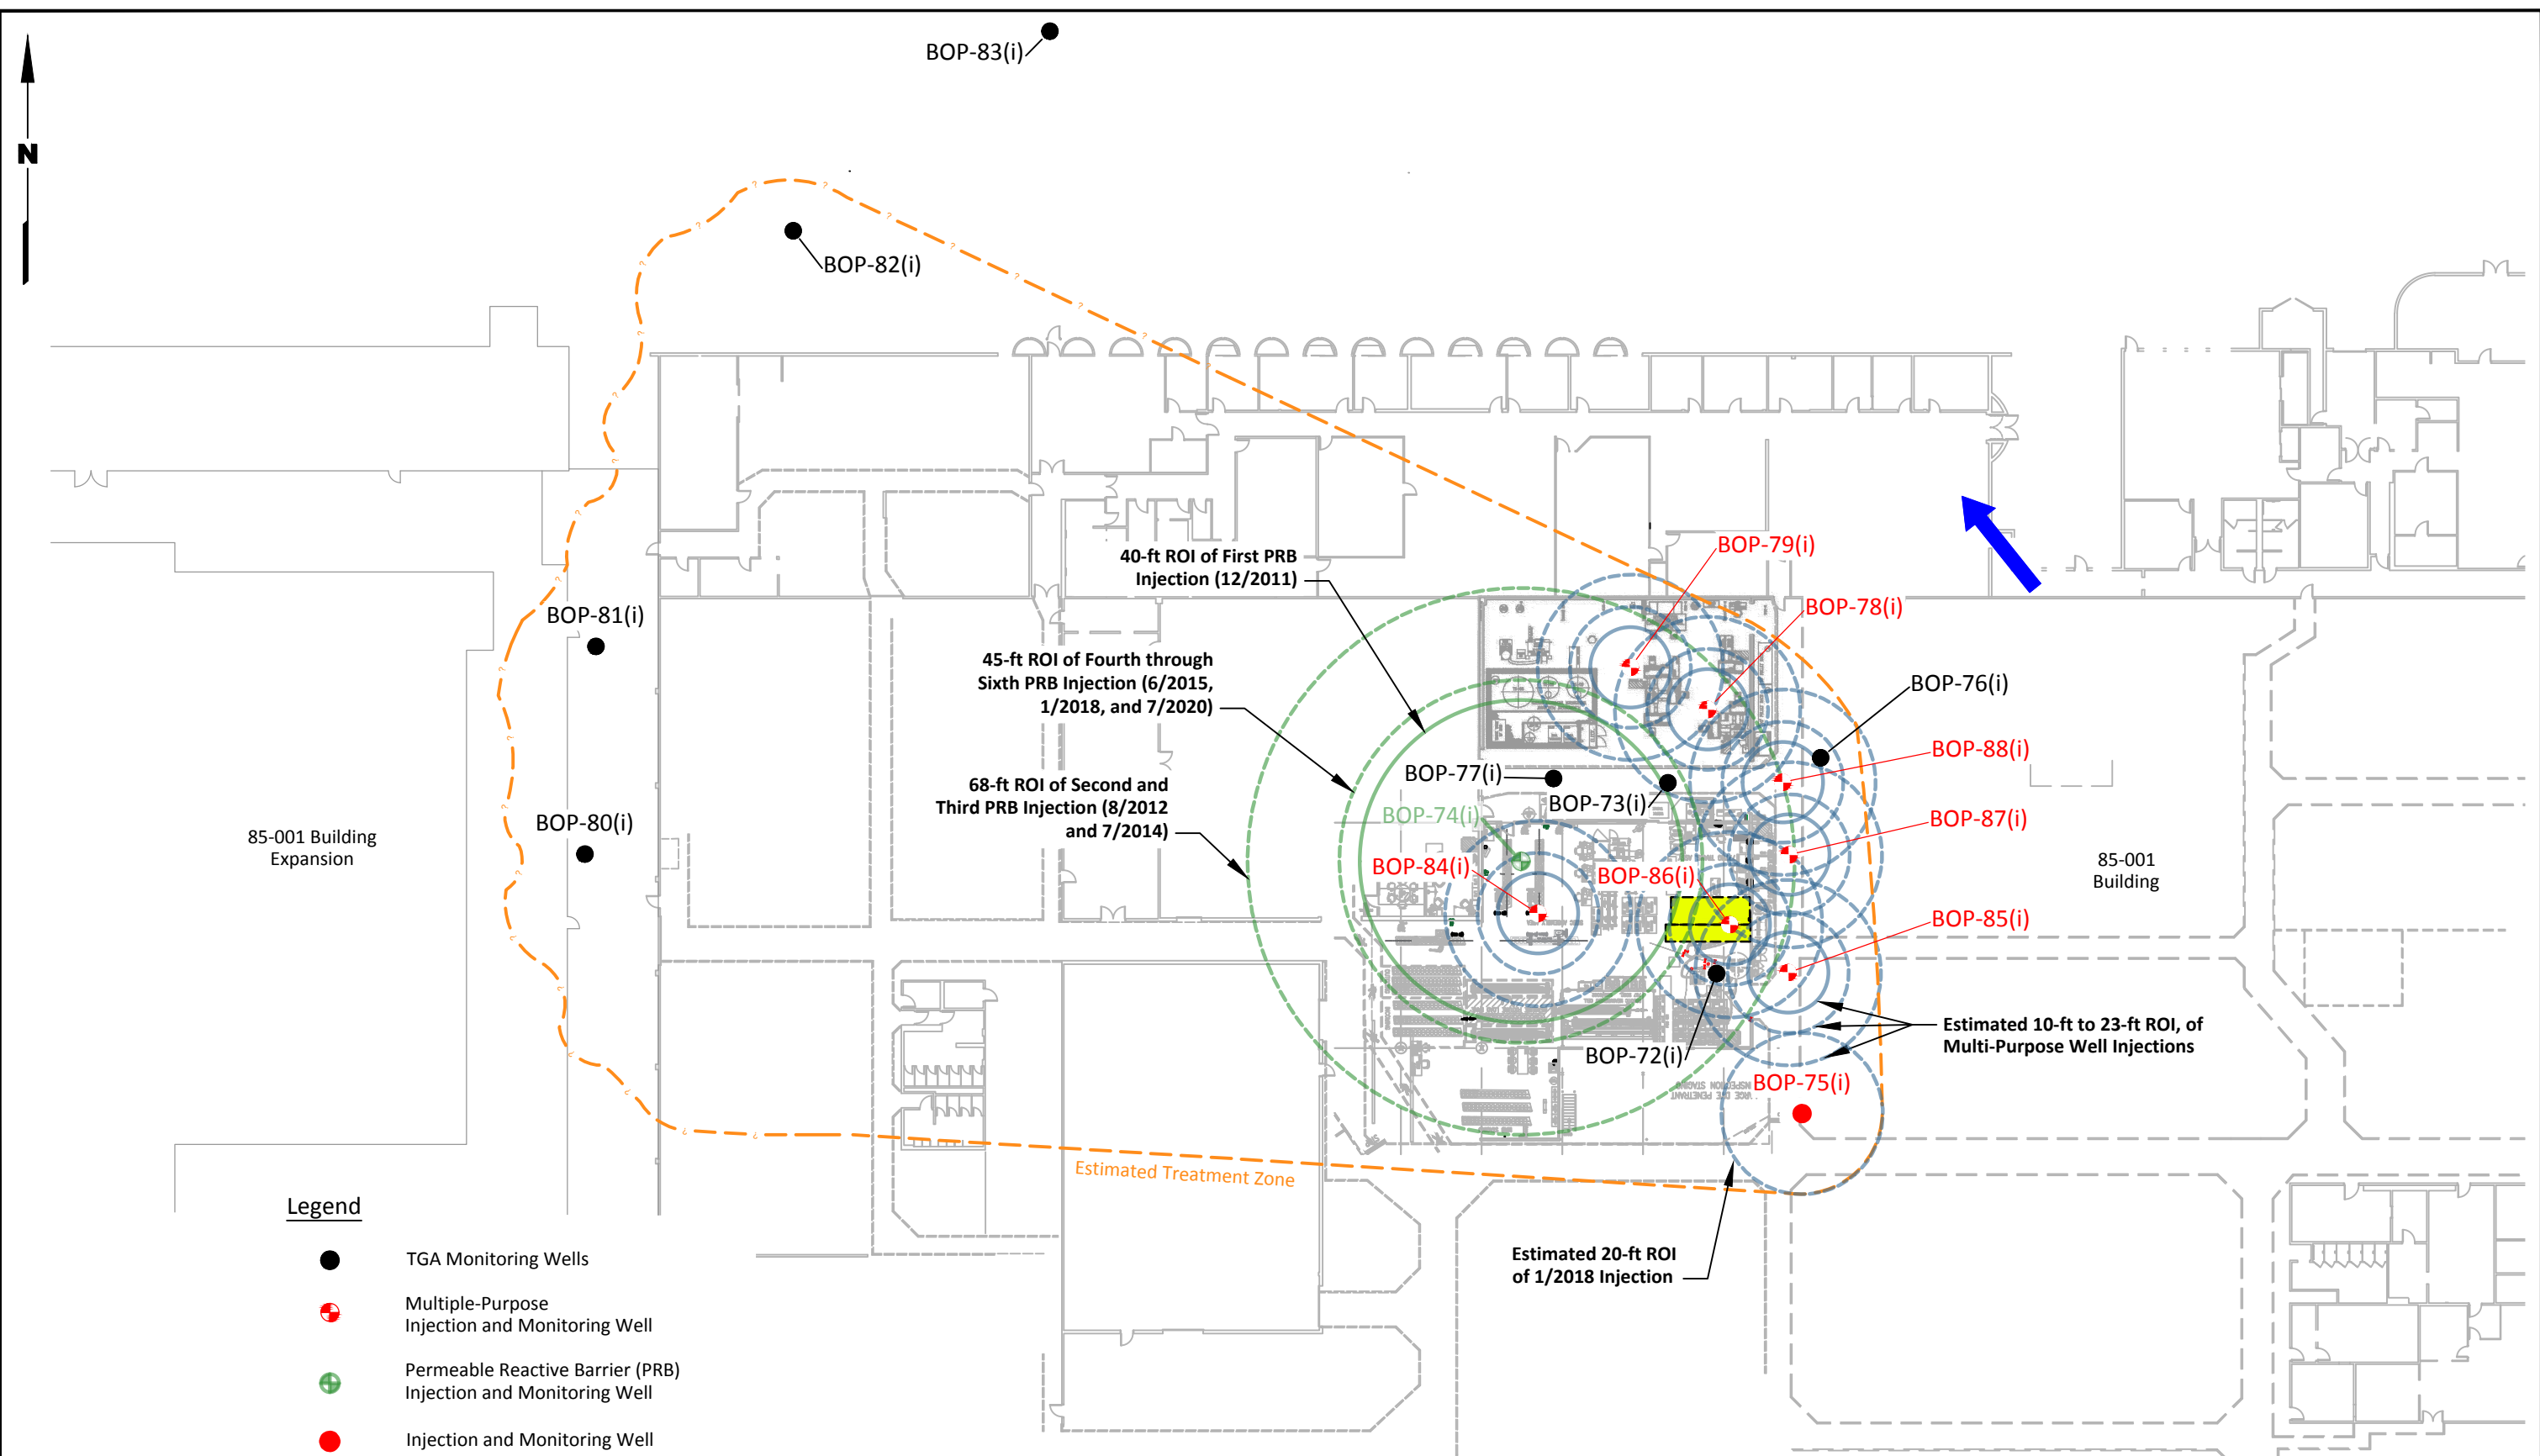 BOP-83(i)
N
BOP-82(i)
40-ft ROI of First PRB
Injection (12/2011)
BOP-79(i)
BOP-78(i)
BOP-81(i)
45-ft ROI of Fourth through
Sixth PRB Injection (6/2015,
1/2018, and 7/2020)
BOP-76(i)
BOP-88(i)
BOP-77(i)
BOP-73(i)
68-ft ROI of Second and
Third PRB Injection (8/2012
and 7/2014)
BOP-74(i)
BOP-80(i)
BOP-87(i)
85-001 Building
Expansion
BOP-84(i)
BOP-86(i)
85-001
Building
BOP-85(i)
Estimated 10-ft to 23-ft ROI, of
Multi-Purpose Well Injections
BOP-72(i)
BOP-75(i)
Estimated Treatment Zone
Estimated 20-ft ROI
of 1/2018 Injection
Legend
TGA Monitoring Wells
Multiple-Purpose
Injection and Monitoring Well
Permeable Reactive Barrier (PRB)
Injection and Monitoring Well
Injection and Monitoring Well